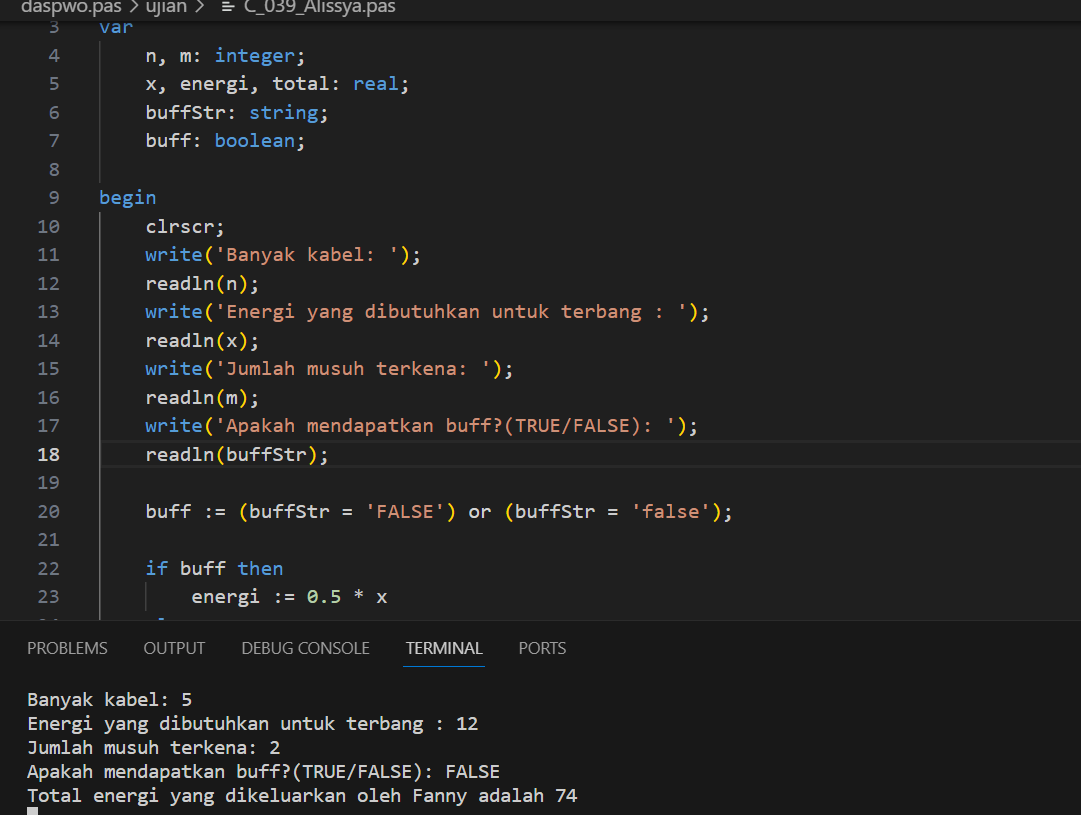 daspwo.pas > ujian > C_039_Alissya.pas
3 var
4 n, m: integer;
5 x, energi, total: real;
6 buffStr: string;
7 buff: boolean;
8
9 begin
10 clrscr;
11 write('Banyak kabel: ');
12 readln(n);
13 write('Energi yang dibutuhkan untuk terbang : ');
14 readln(x);
15 write('Jumlah musuh terkena: ');
16 readln(m);
17 write('Apakah mendapatkan buff?(TRUE/FALSE): ');
18 readln(buffStr);
19
20 buff := (buffStr = 'FALSE') or (buffStr = 'false');
21
22 if buff then
23 energi := 0.5 * x
PROBLEMS OUTPUT DEBUG CONSOLE TERMINAL PORTS
Banyak kabel: 5
Energi yang dibutuhkan untuk terbang : 12
Jumlah musuh terkena: 2
Apakah mendapatkan buff?(TRUE/FALSE): FALSE
Total energi yang dikeluarkan oleh Fanny adalah 74